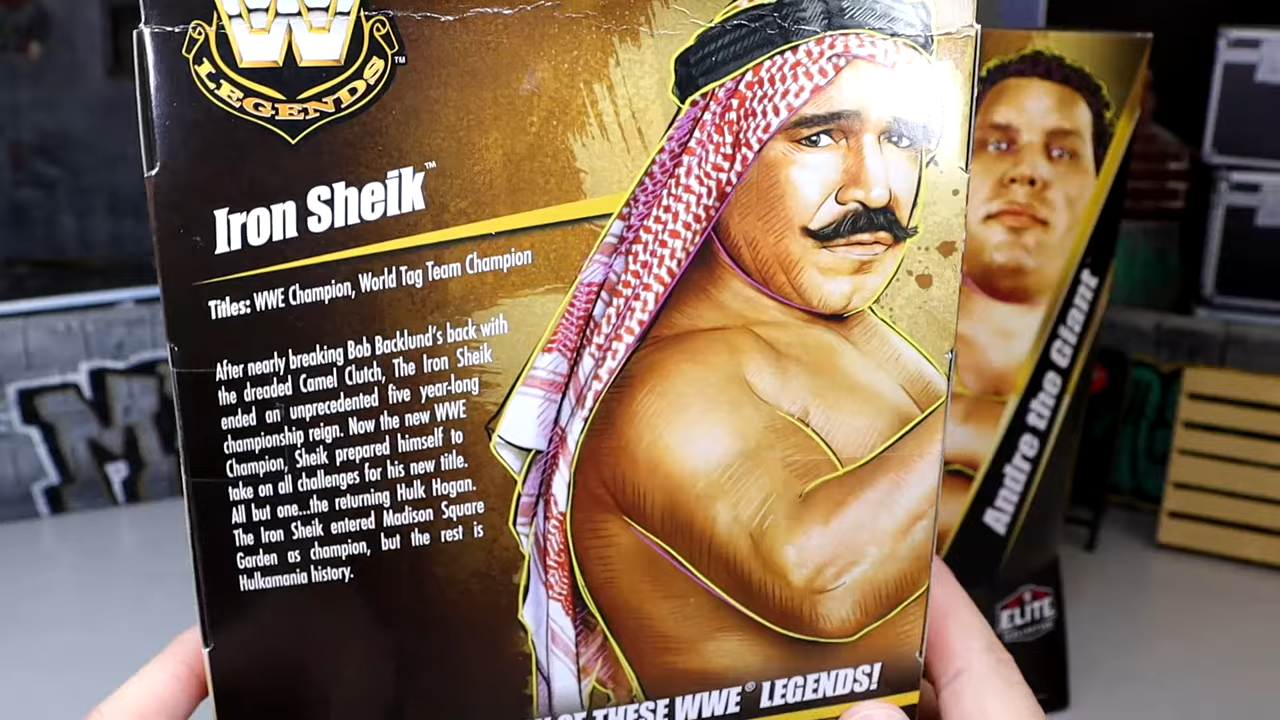 W
LEGENDS™
Iron Sheik™
Titles: WWE Champion, World Tag Team Champion
After nearly breaking Bob Backlund's back with
the dreaded Camel Clutch, The Iron Sheik
ended an unprecedented five year-long
championship reign. Now the new WWE
Champion, Sheik prepared himself to
take on all challenges for his new title.
All but one...the returning Hulk Hogan.
The Iron Sheik entered Madison Square
Garden as champion, but the rest is
Hulkamania history.
OF THESE WWE® LEGENDS!
Andre the Giant
ELITE
M